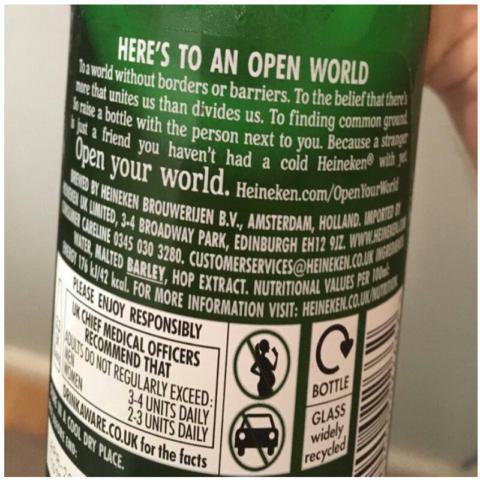 HERE'S TO AN OPEN WORLD
To a world without borders or barriers. To the belief that there's
more that unites us than divides us. To finding common ground.
So raise a bottle with the person next to you. Because a stranger
is just a friend you haven't had a cold Heineken® with yet.
Open your world. Heineken.com/OpenYourWorld
BREWED BY HEINEKEN BROUWERIJEN B.V., AMSTERDAM, HOLLAND. IMPORTED BY
HEINEKEN UK LIMITED, 3-4 BROADWAY PARK, EDINBURGH EH12 9JZ. WWW.HEINEKEN.COM
CONSUMER CARELINE 0345 030 3280. CUSTOMERSERVICES@HEINEKEN.CO.UK INGREDIENTS
WATER, MALTED BARLEY, HOP EXTRACT. NUTRITIONAL VALUES PER 100ml:
ENERGY 176 kJ/42 kcal. FOR MORE INFORMATION VISIT: HEINEKEN.CO.UK/NUTRITION
PLEASE ENJOY RESPONSIBLY
UK CHIEF MEDICAL OFFICERS
RECOMMEND THAT
ADULTS DO NOT REGULARLY EXCEED:
MEN 3-4 UNITS DAILY
WOMEN 2-3 UNITS DAILY
DRINKAWARE.CO.UK for the facts
BOTTLE
GLASS
widely
recycled
IN A COOL DRY PLACE.
END: